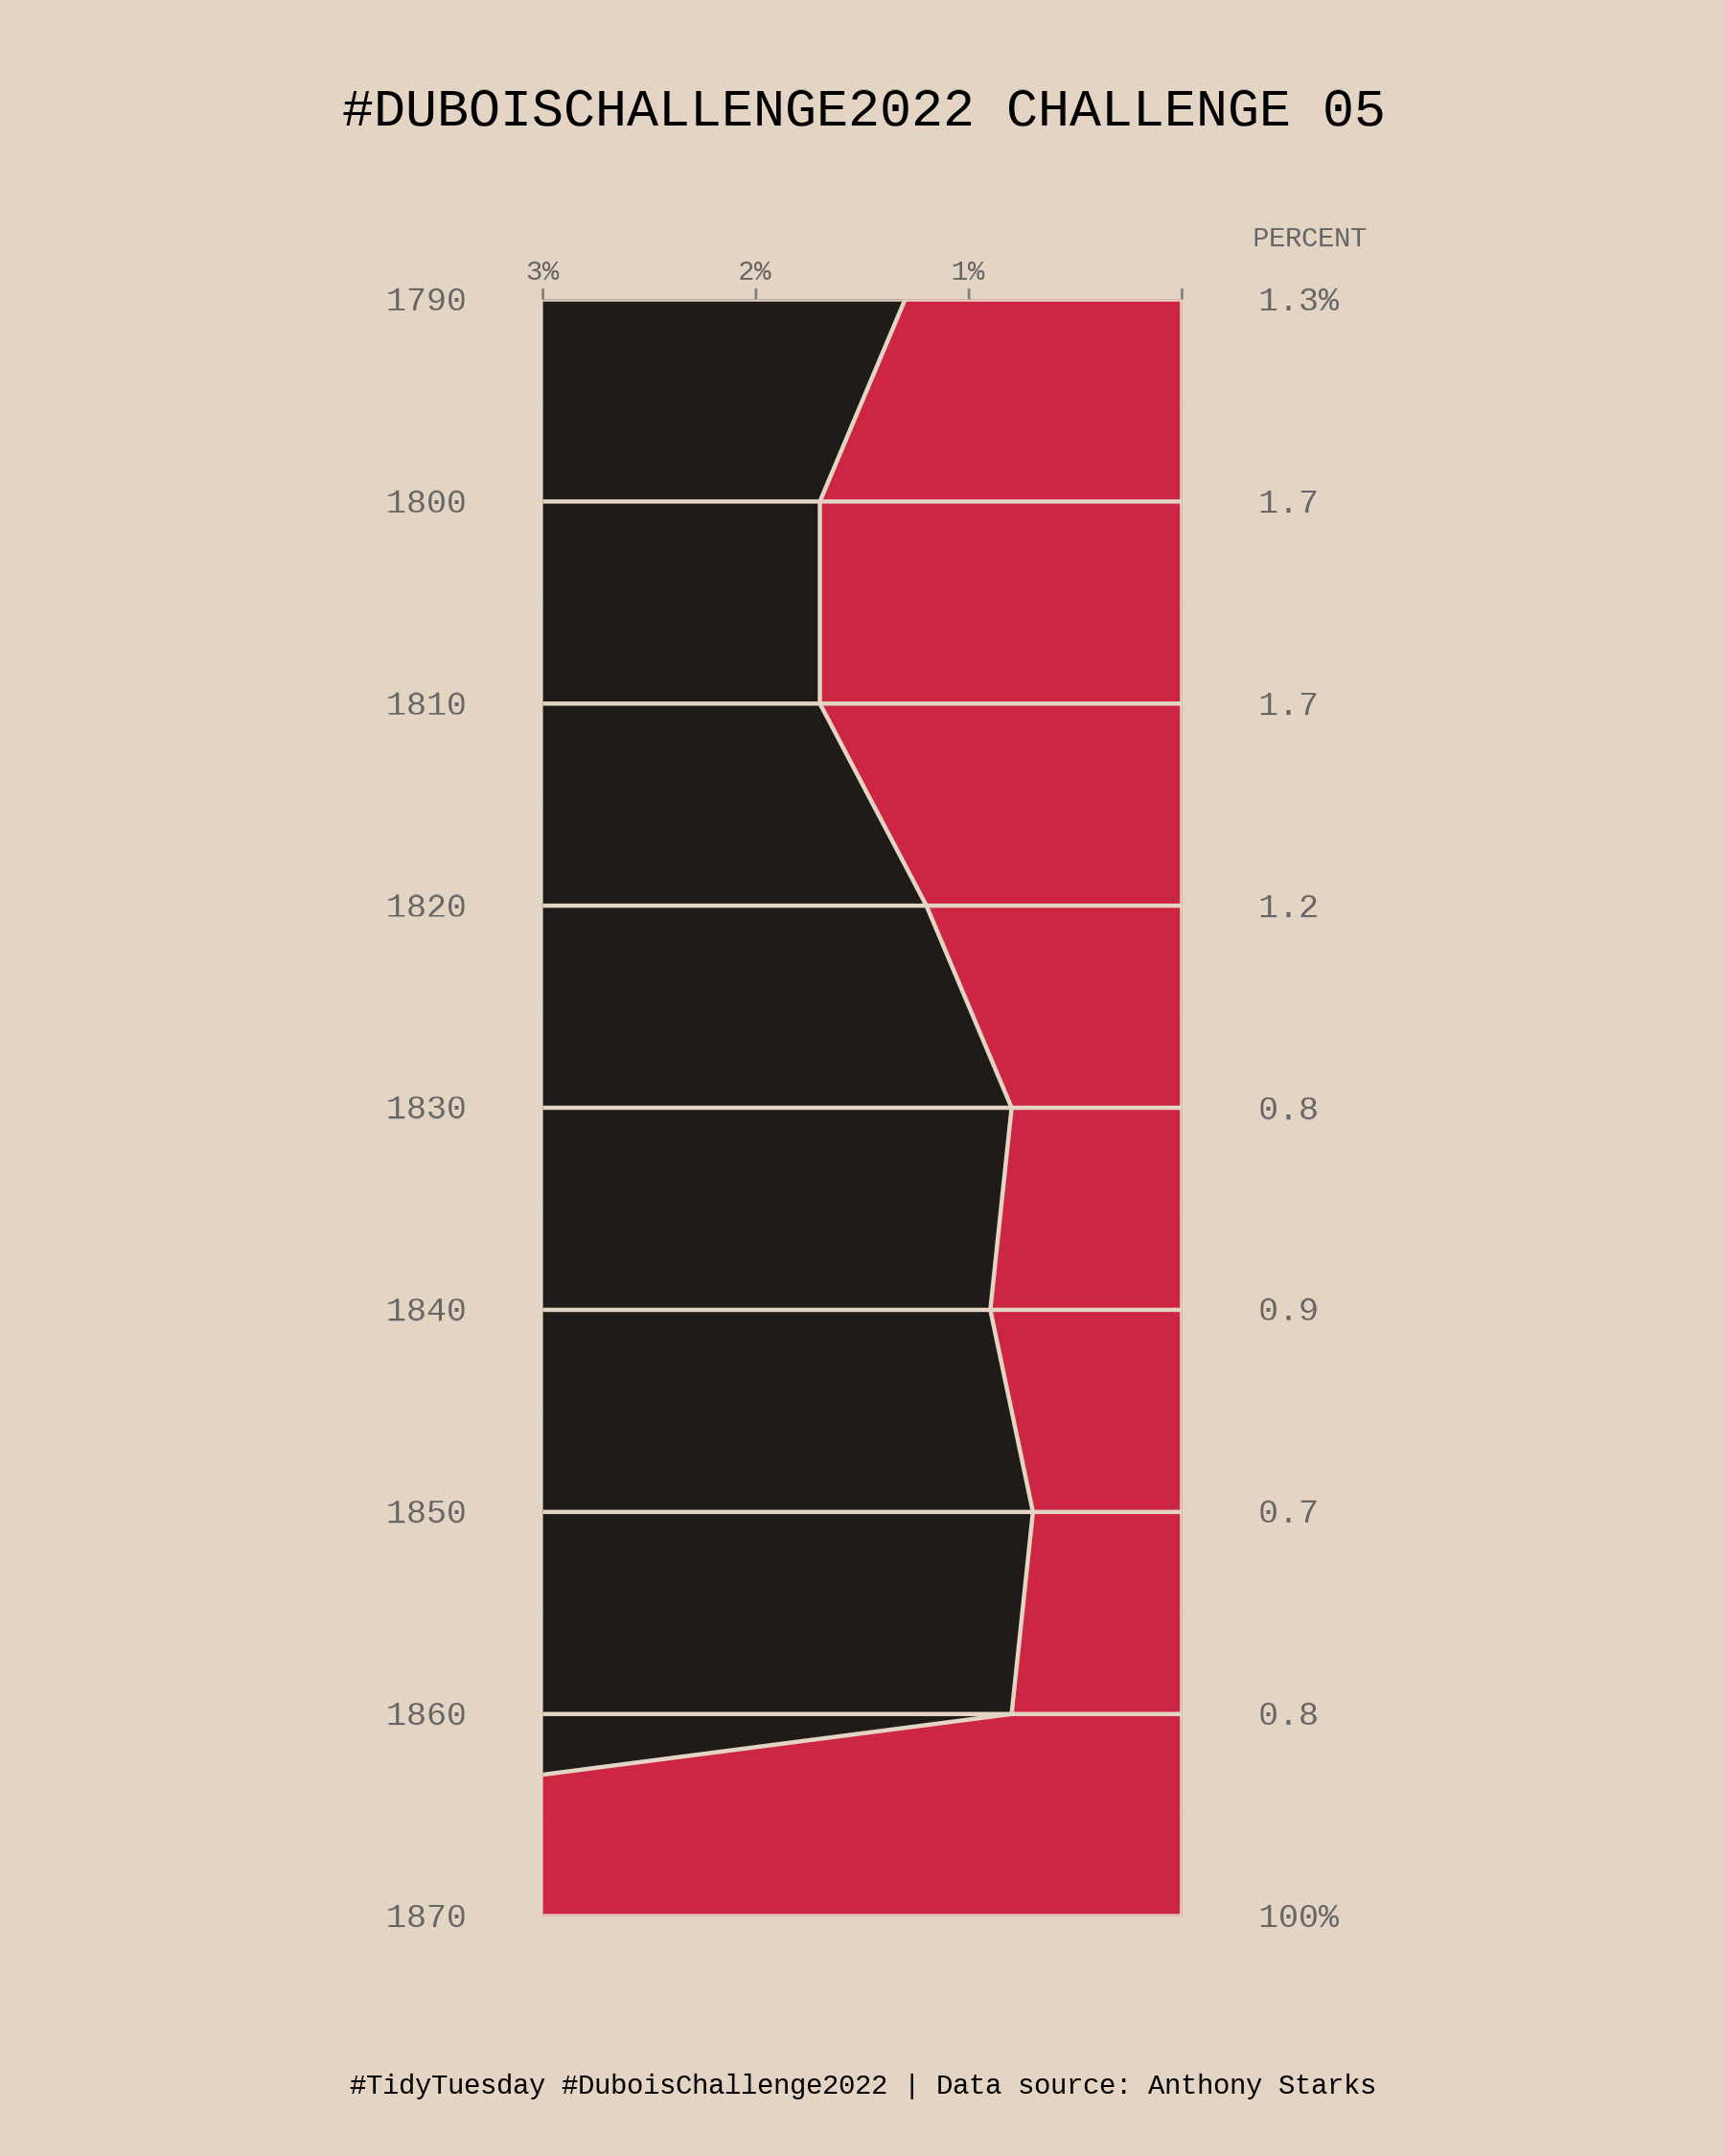 #DUBOISCHALLENGE2022 CHALLENGE 05
PERCENT
3% 2% 1%
1790 1.3%
1800 1.7
1810 1.7
1820 1.2
1830 0.8
1840 0.9
1850 0.7
1860 0.8
1870 100%
#TidyTuesday #DuboisChallenge2022 | Data source: Anthony Starks